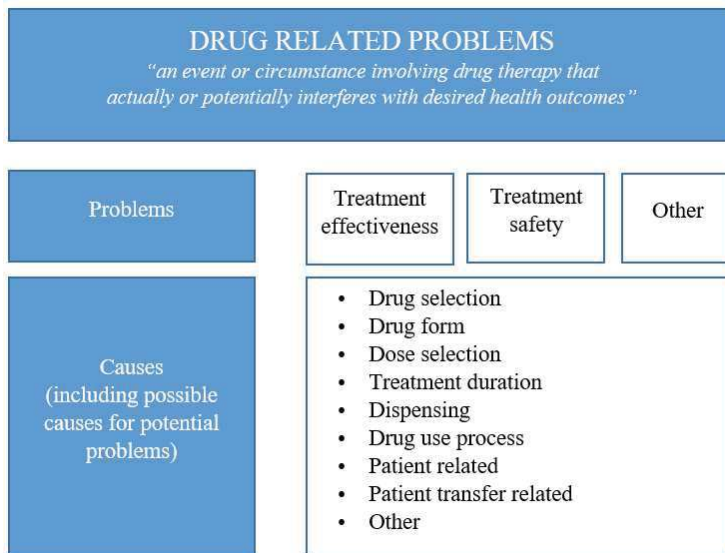 DRUG RELATED PROBLEMS
“an event or circumstance involving drug therapy that
actually or potentially interferes with desired health outcomes”
Problems
Treatment
effectiveness
Treatment
safety
Other
Causes
(including possible
causes for potential
problems)
• Drug selection
• Drug form
• Dose selection
• Treatment duration
• Dispensing
• Drug use process
• Patient related
• Patient transfer related
• Other